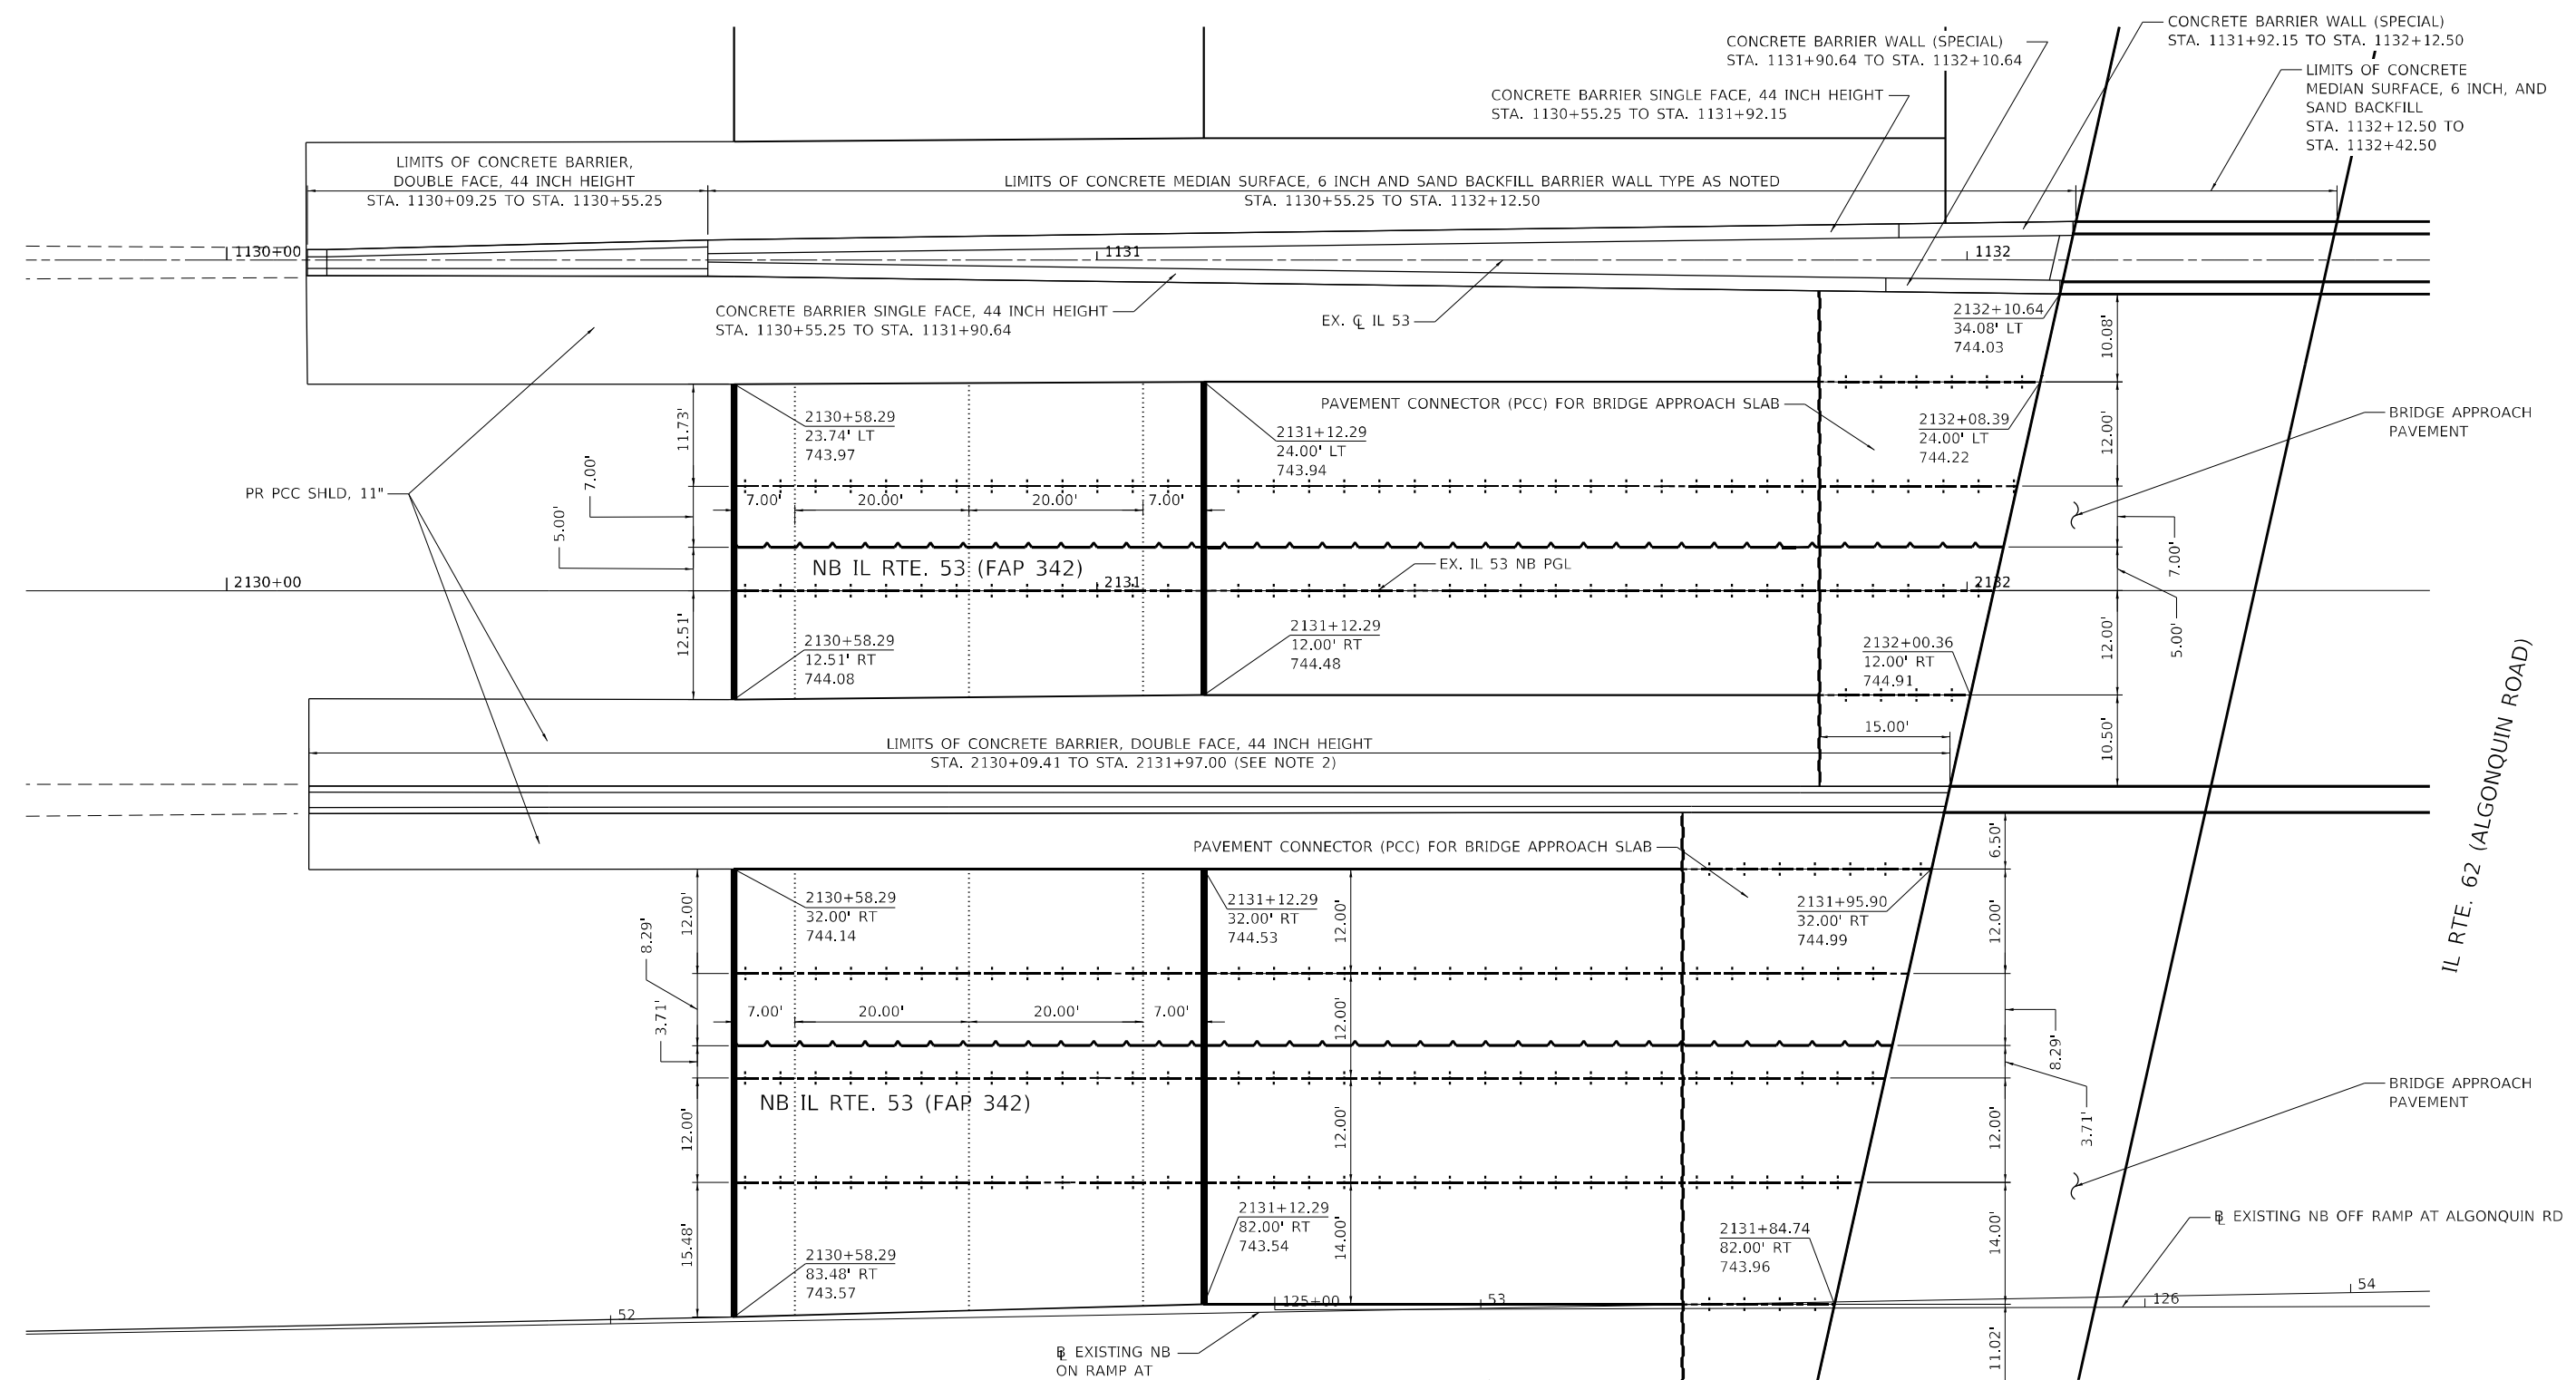 CONCRETE BARRIER WALL (SPECIAL)
STA. 1131+92.15 TO STA. 1132+12.50
CONCRETE BARRIER WALL (SPECIAL)
STA. 1131+90.64 TO STA. 1132+10.64
LIMITS OF CONCRETE
MEDIAN SURFACE, 6 INCH, AND
SAND BACKFILL
STA. 1132+12.50 TO
STA. 1132+42.50
CONCRETE BARRIER SINGLE FACE, 44 INCH HEIGHT
STA. 1130+55.25 TO STA. 1131+92.15
LIMITS OF CONCRETE BARRIER,
DOUBLE FACE, 44 INCH HEIGHT
STA. 1130+09.25 TO STA. 1130+55.25
LIMITS OF CONCRETE MEDIAN SURFACE, 6 INCH AND SAND BACKFILL BARRIER WALL TYPE AS NOTED
STA. 1130+55.25 TO STA. 1132+12.50
1130+00
1131
1132
CONCRETE BARRIER SINGLE FACE, 44 INCH HEIGHT
STA. 1130+55.25 TO STA. 1131+90.64
EX. ℄ IL 53
2132+10.64
34.08' LT
744.03
10.08'
PAVEMENT CONNECTOR (PCC) FOR BRIDGE APPROACH SLAB
2130+58.29
23.74' LT
743.97
2131+12.29
24.00' LT
743.94
2132+08.39
24.00' LT
744.22
12.00'
BRIDGE APPROACH
PAVEMENT
11.73'
7.00'
5.00'
PR PCC SHLD, 11"
7.00'
20.00'
20.00'
7.00'
NB IL RTE. 53 (FAP 342)
EX. IL 53 NB PGL
7.00'
5.00'
2130+00
2131
2132
12.51'
2130+58.29
12.51' RT
744.08
2131+12.29
12.00' RT
744.48
2132+00.36
12.00' RT
744.91
12.00'
15.00'
10.50'
IL RTE. 62 (ALGONQUIN ROAD)
LIMITS OF CONCRETE BARRIER, DOUBLE FACE, 44 INCH HEIGHT
STA. 2130+09.41 TO STA. 2131+97.00 (SEE NOTE 2)
PAVEMENT CONNECTOR (PCC) FOR BRIDGE APPROACH SLAB
6.50'
12.00'
2130+58.29
32.00' RT
744.14
2131+12.29
32.00' RT
744.53
12.00'
2131+95.90
32.00' RT
744.99
12.00'
8.29'
3.71'
7.00'
20.00'
20.00'
7.00'
12.00'
8.29'
3.71'
NB IL RTE. 53 (FAP 342)
12.00'
12.00'
12.00'
BRIDGE APPROACH
PAVEMENT
15.48'
2130+58.29
83.48' RT
743.57
2131+12.29
82.00' RT
743.54
14.00'
2131+84.74
82.00' RT
743.96
14.00'
℄ EXISTING NB OFF RAMP AT ALGONQUIN RD
52
125+00
53
126
54
11.02'
℄ EXISTING NB
ON RAMP AT